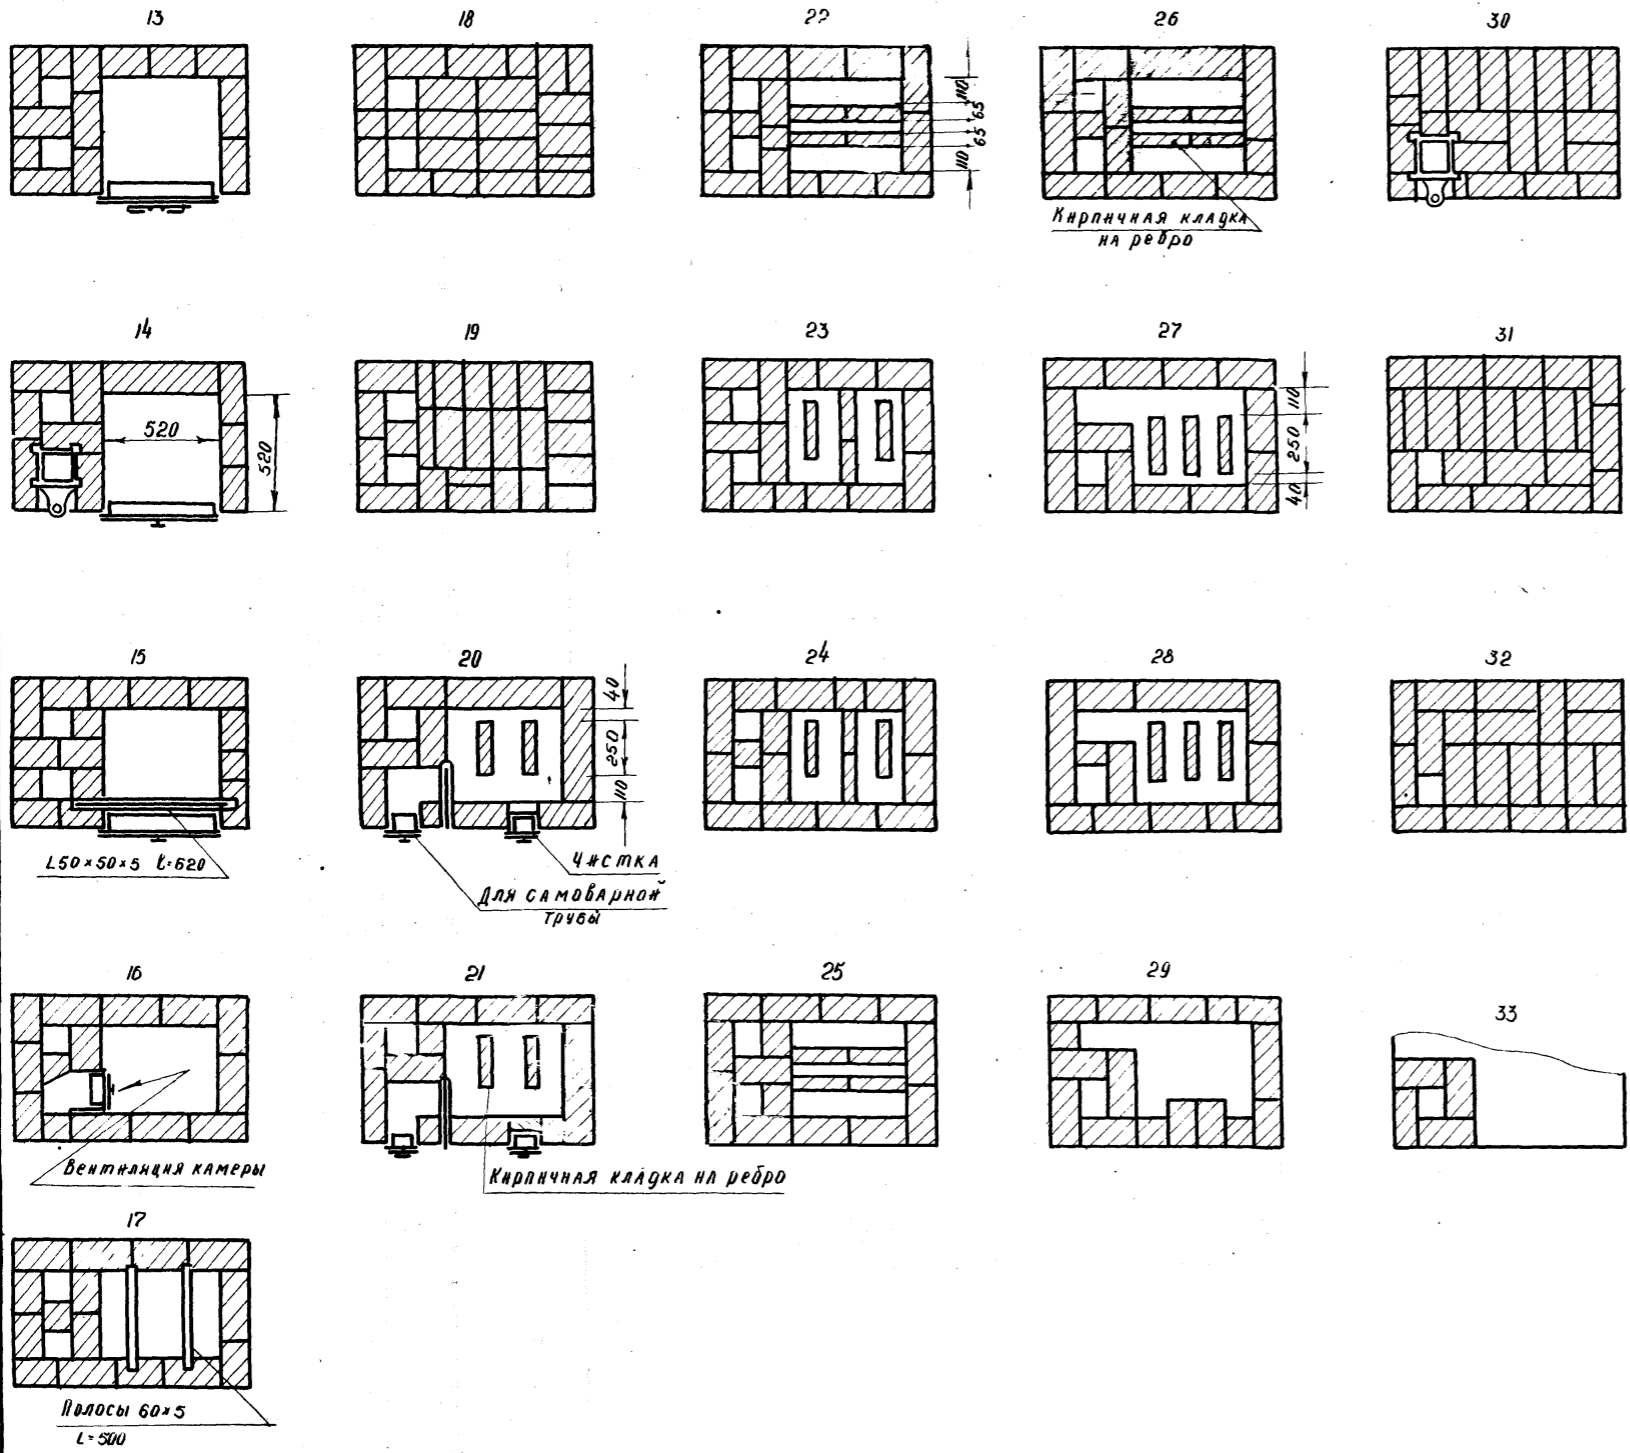 13 18 22 26 30
110
65
65
110
Кирпичная кладка
на ребро
14 19 23 27 31
520
520
110
250
40
15 20 24 28 32
40
250
110
L50×50×5 ℓ=620
Чистка
Для самоварной
трубы
16 21 25 29 33
Вентиляция камеры
Кирпичная кладка на ребро
17
Полосы 60×5
L=500